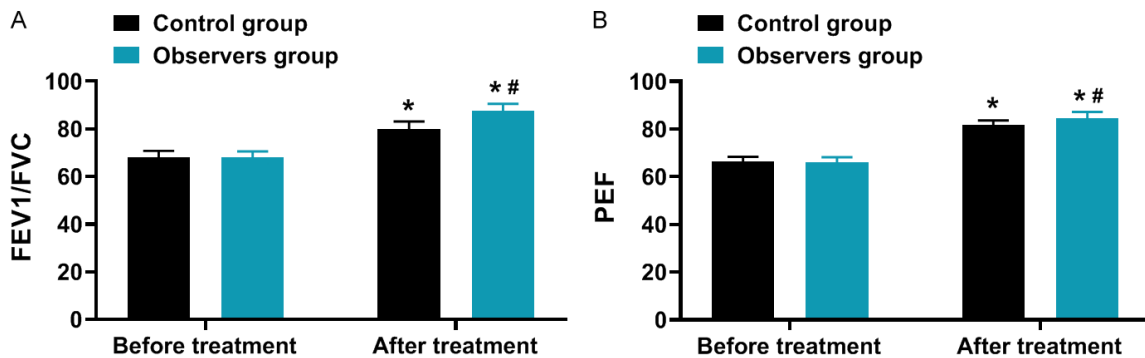 A
Control group
Observers group
FEV1/FVC
100
80
60
40
20
0
* * #
Before treatment After treatment
B
Control group
Observers group
PEF
100
80
60
40
20
0
* * #
Before treatment After treatment